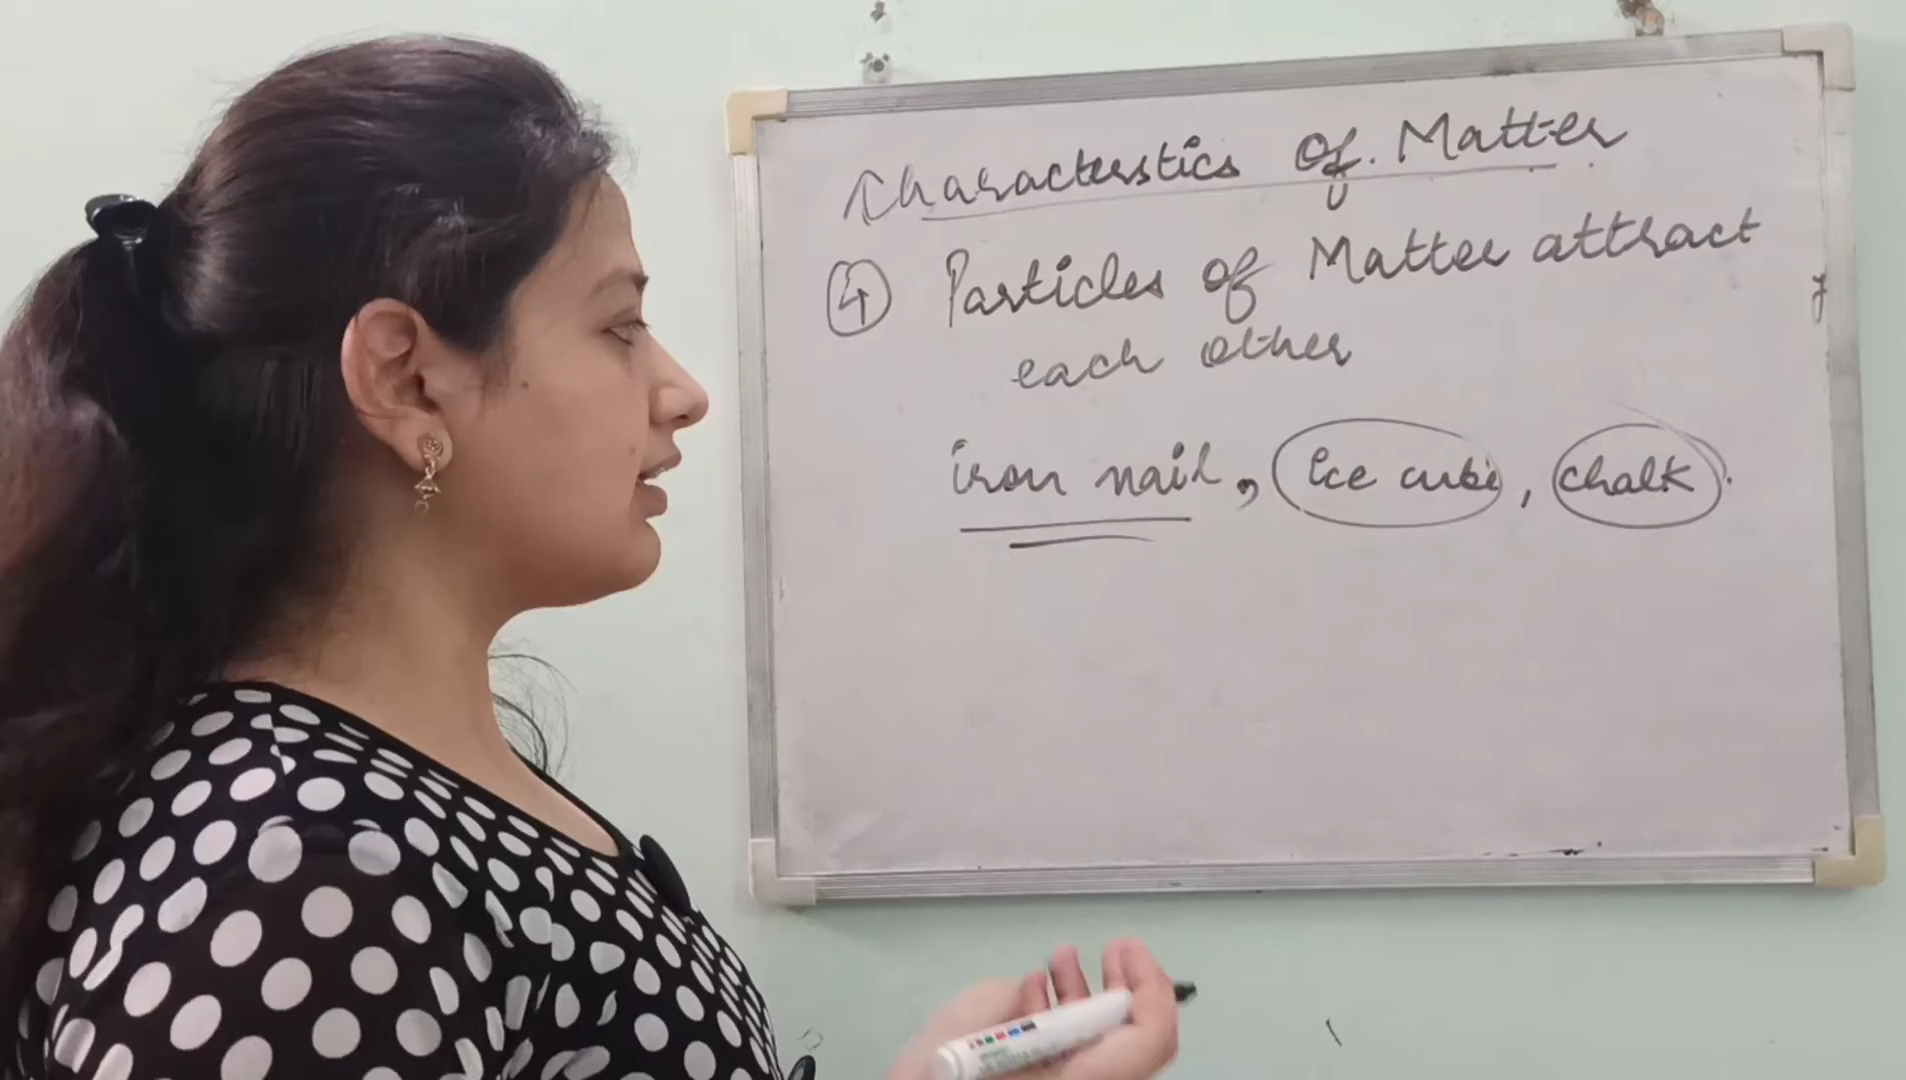 Characterstics of Matter
④ Particles of Matter attract
each other
iron nail, Ice cube, chalk.